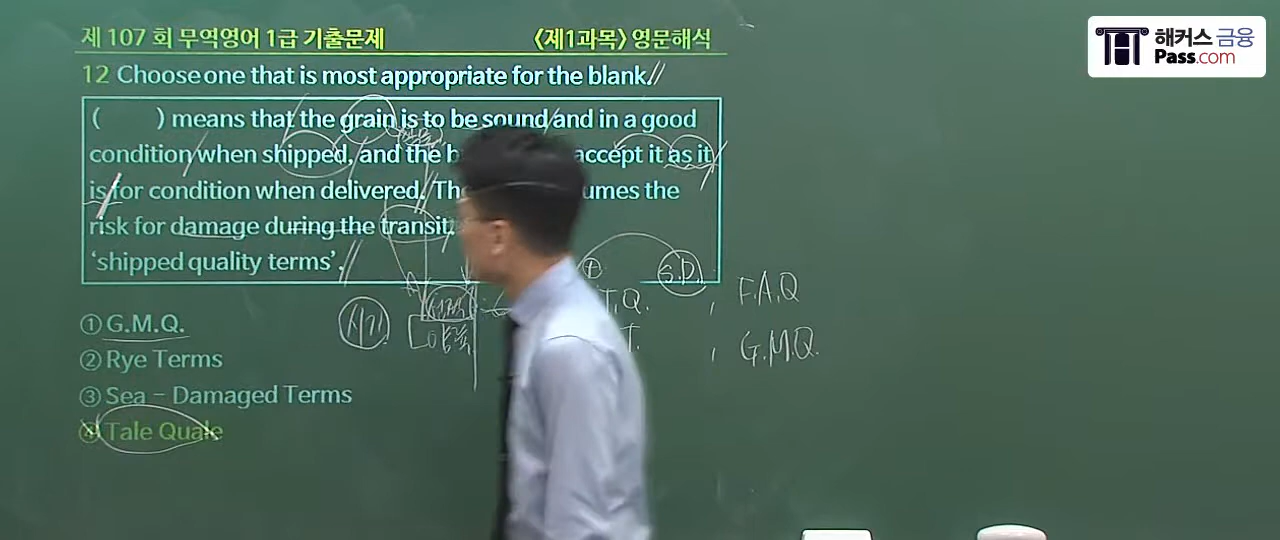 제 107 회 무역영어 1급 기출문제 〈제1과목〉 영문해석
해커스 금융
Pass.com
12 Choose one that is most appropriate for the blank.
( ) means that the grain is to be sound and in a good
condition when shipped, and the accept it as it
is for condition when delivered. The the
risk for damage during the transit.
'shipped quality terms'.
① G.M.Q.
② Rye Terms
③ Sea - Damaged Terms
④ Tale Quale
시기
S.D.
T.Q. , F.A.Q
T. , G.M.Q.